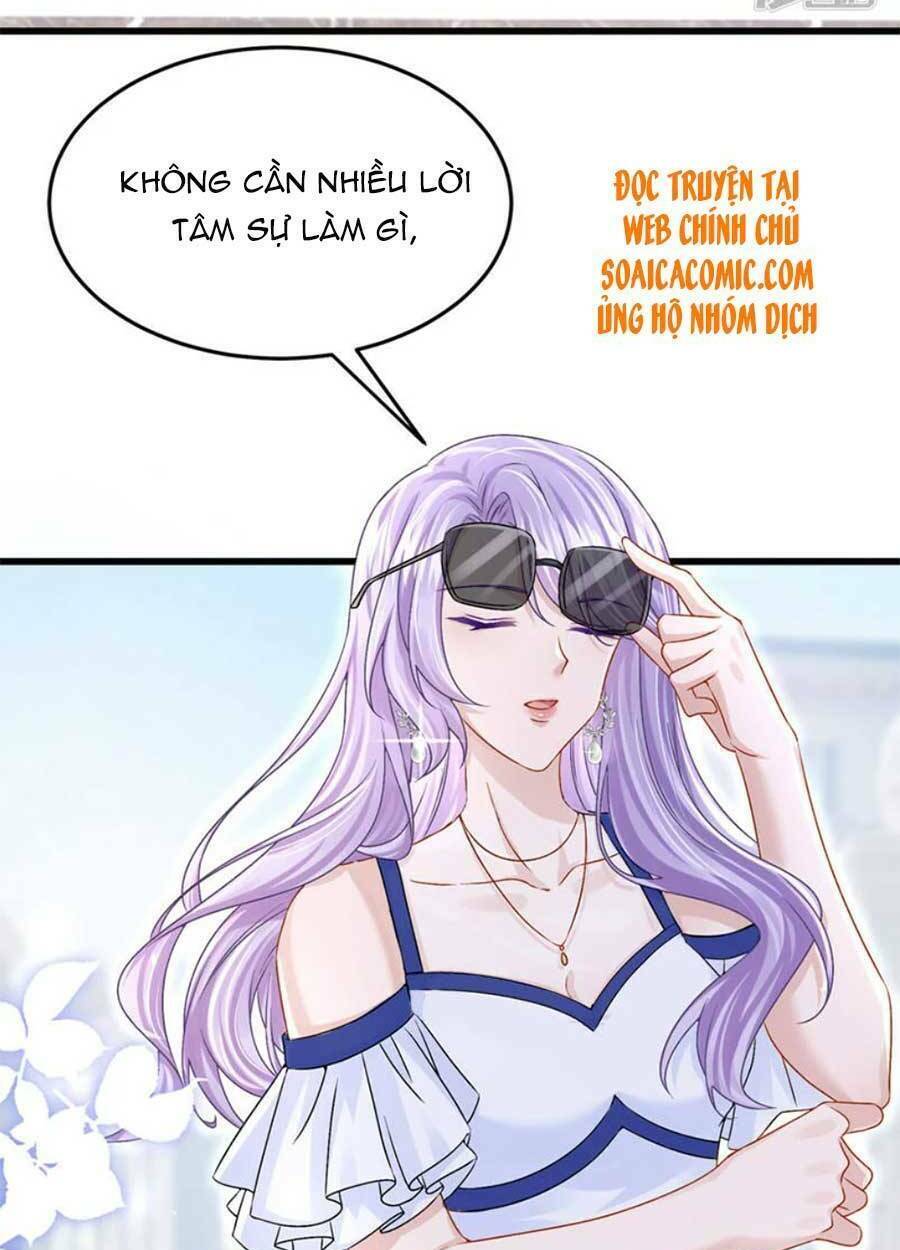 KHÔNG CẦN NHIỀU LỜI
TÂM SỰ LÀM GÌ,
ĐỌC TRUYỆN TẠI
WEB CHÍNH CHỦ
SOAICACOMIC.COM
ỦNG HỘ NHÓM DỊCH